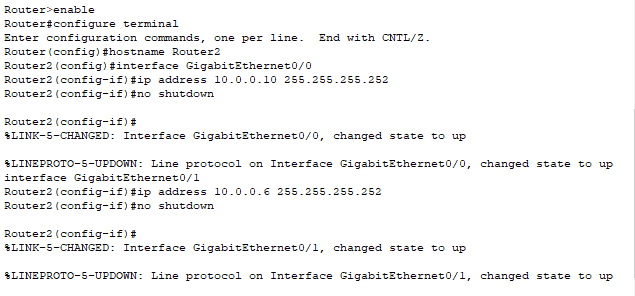 Router>enable
Router#configure terminal
Enter configuration commands, one per line.  End with CNTL/Z.
Router(config)#hostname Router2
Router2(config)#interface GigabitEthernet0/0
Router2(config-if)#ip address 10.0.0.10 255.255.255.252
Router2(config-if)#no shutdown
Router2(config-if)#
%LINK-5-CHANGED: Interface GigabitEthernet0/0, changed state to up
%LINEPROTO-5-UPDOWN: Line protocol on Interface GigabitEthernet0/0, changed state to up
interface GigabitEthernet0/1
Router2(config-if)#ip address 10.0.0.6 255.255.255.252
Router2(config-if)#no shutdown
Router2(config-if)#
%LINK-5-CHANGED: Interface GigabitEthernet0/1, changed state to up
%LINEPROTO-5-UPDOWN: Line protocol on Interface GigabitEthernet0/1, changed state to up